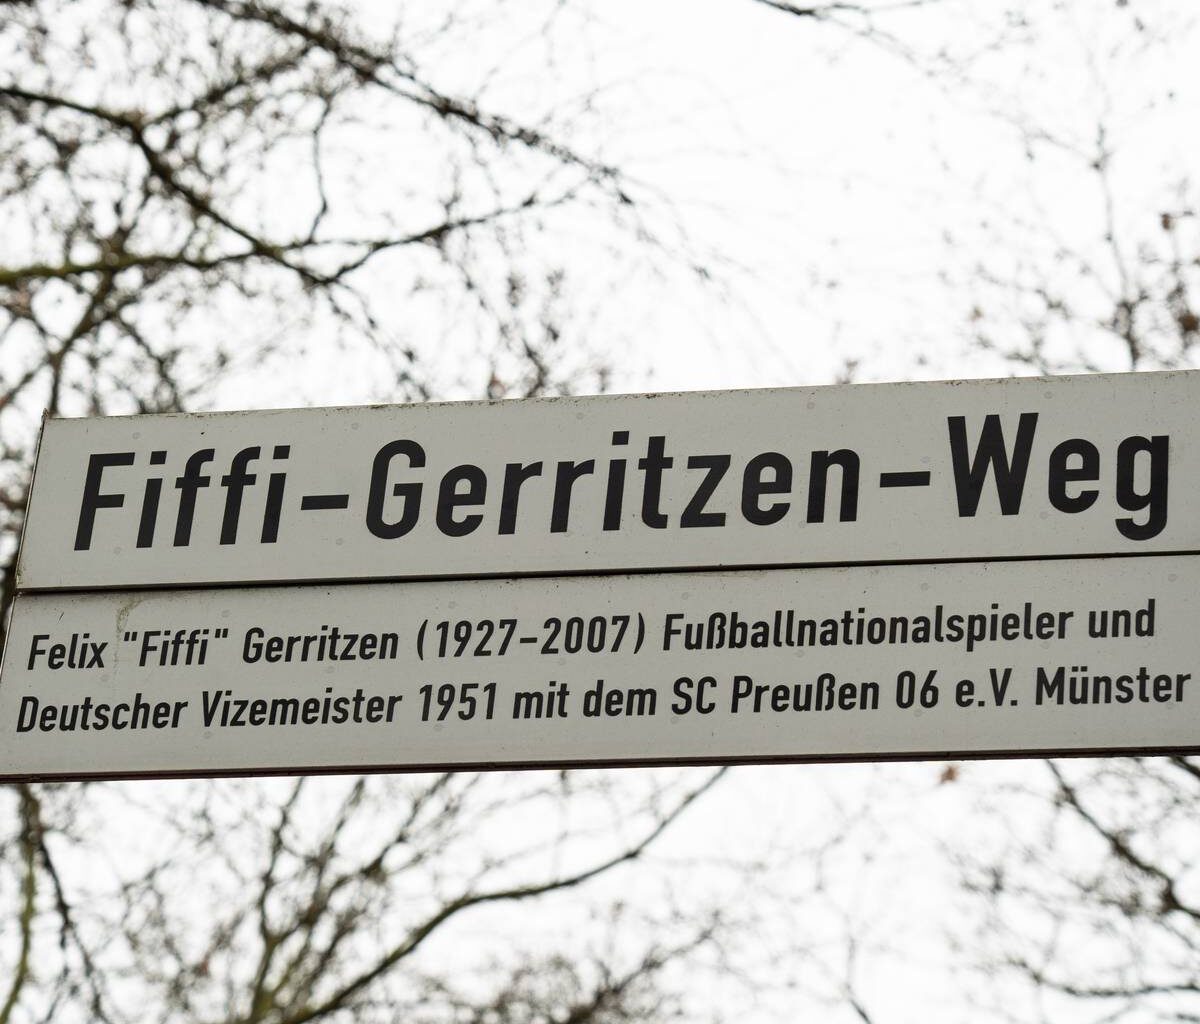 Fiffi-Gerritzen-Weg
Felix "Fiffi" Gerritzen (1927-2007) Fußballnationalspieler und
Deutscher Vizemeister 1951 mit dem SC Preußen 06 e.V. Münster